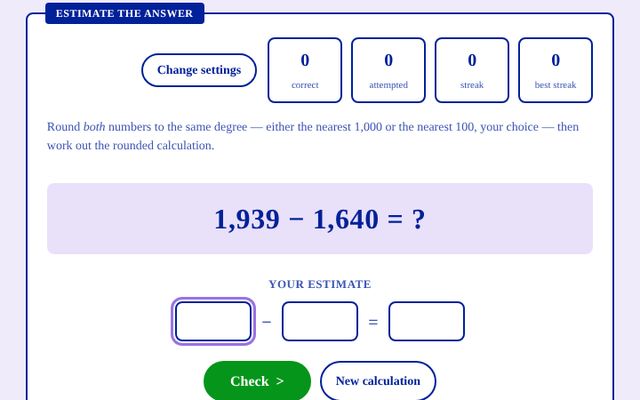 ESTIMATE THE ANSWER
Change settings
0
correct
0
attempted
0
streak
0
best streak
Round both numbers to the same degree — either the nearest 1,000 or the nearest 100, your choice — then
work out the rounded calculation.
1,939 − 1,640 = ?
YOUR ESTIMATE
− =
Check >
New calculation